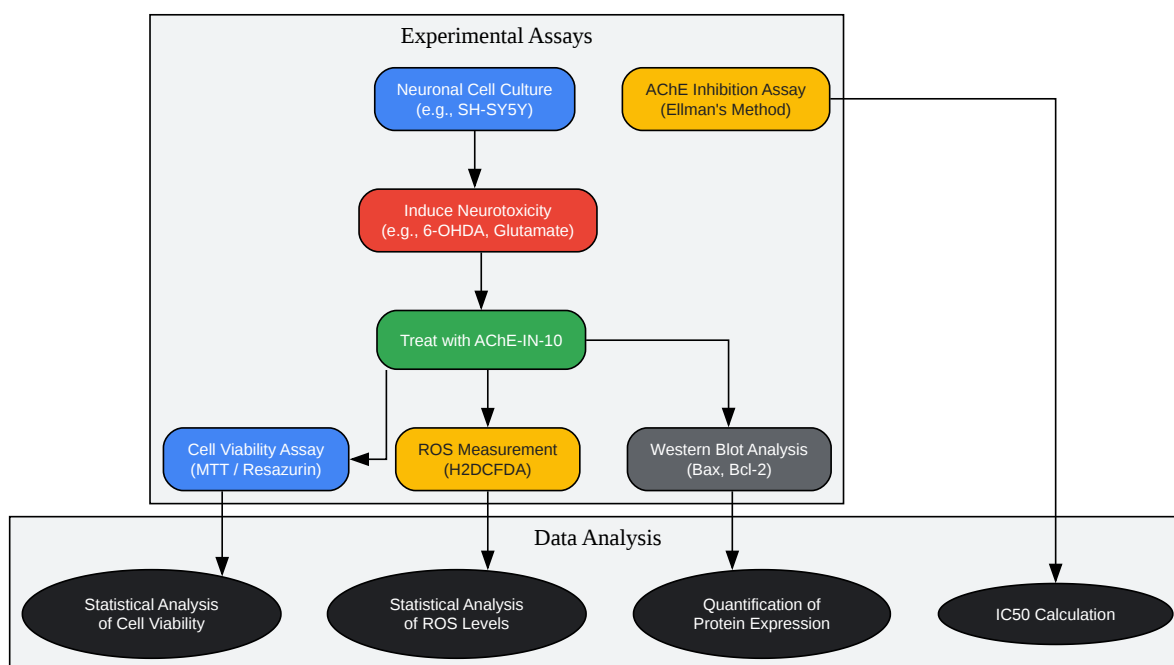 Experimental Assays
Neuronal Cell Culture
(e.g., SH-SY5Y)
AChE Inhibition Assay
(Ellman's Method)
Induce Neurotoxicity
(e.g., 6-OHDA, Glutamate)
Treat with AChE-IN-10
Cell Viability Assay
(MTT / Resazurin)
ROS Measurement
(H2DCFDA)
Western Blot Analysis
(Bax, Bcl-2)
Data Analysis
Statistical Analysis
of Cell Viability
Statistical Analysis
of ROS Levels
Quantification of
Protein Expression
IC50 Calculation